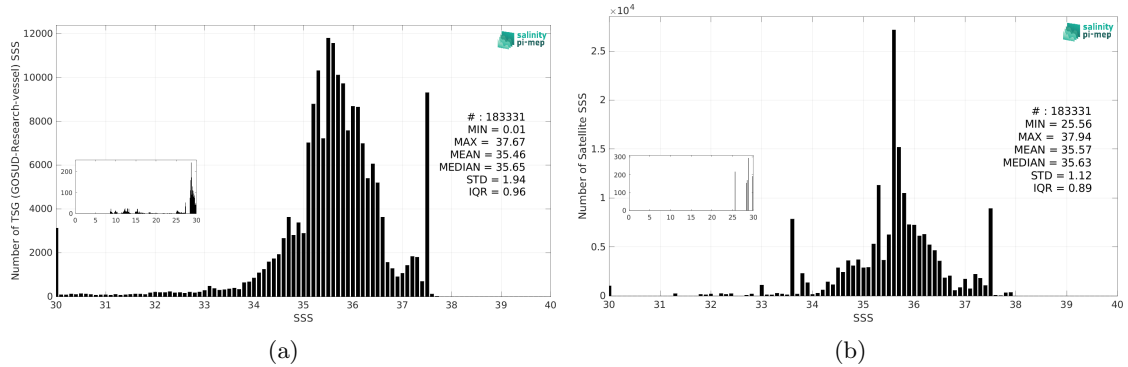 12000
10000
8000
6000
4000
2000
0
Number of TSG (GOSUD-Research-vessel) SSS
salinity
pi-mep
# : 183331
MIN = 0.01
MAX = 37.67
MEAN = 35.46
MEDIAN = 35.65
STD = 1.94
IQR = 0.96
200
100
0
0 5 10 15 20 25 30
30 31 32 33 34 35 36 37 38 39 40
SSS
(a)
×10⁴
2.5
2
1.5
1
0.5
0
Number of Satellite SSS
salinity
pi-mep
# : 183331
MIN = 25.56
MAX = 37.94
MEAN = 35.57
MEDIAN = 35.63
STD = 1.12
IQR = 0.89
300
200
100
0
0 5 10 15 20 25 30
30 31 32 33 34 35 36 37 38 39 40
SSS
(b)